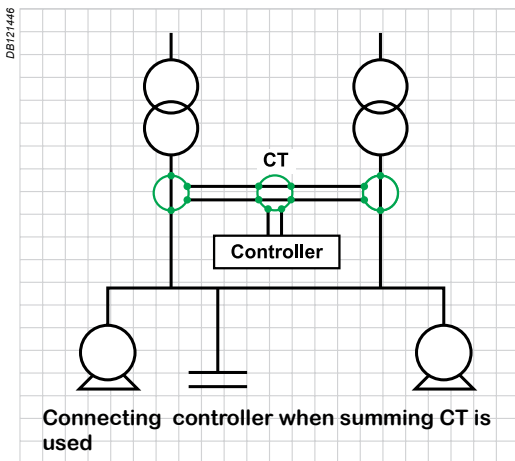 DB121446
CT
Controller
Connecting controller when summing CT is
used